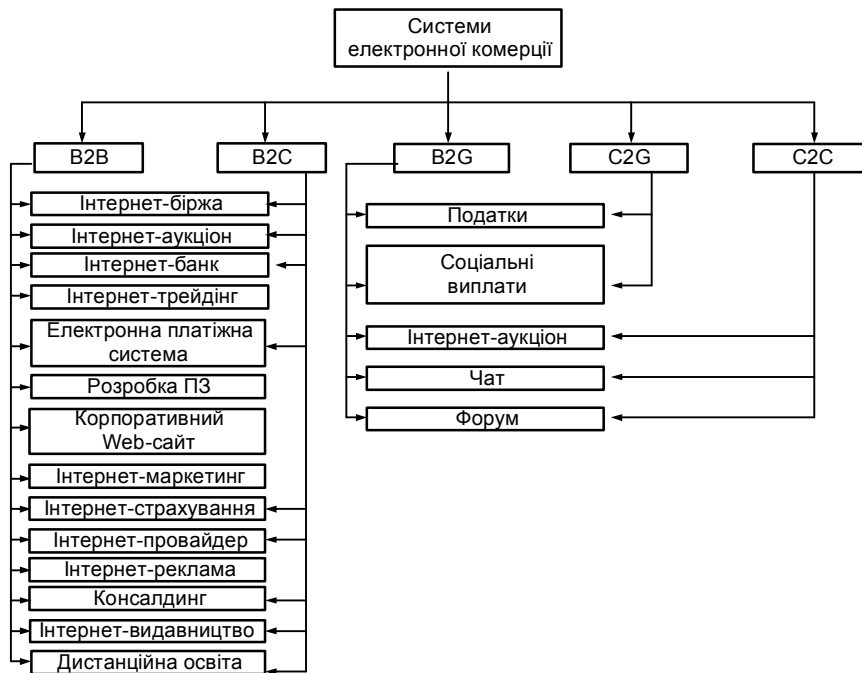 Системи
електронної комерції
B2B
B2C
B2G
C2G
C2C
Інтернет-біржа
Інтернет-аукціон
Інтернет-банк
Інтернет-трейдінг
Електронна платіжна
система
Розробка ПЗ
Корпоративний
Web-сайт
Інтернет-маркетинг
Інтернет-страхування
Інтернет-провайдер
Інтернет-реклама
Консалдинг
Інтернет-видавництво
Дистанційна освіта
Податки
Соціальні
виплати
Інтернет-аукціон
Чат
Форум